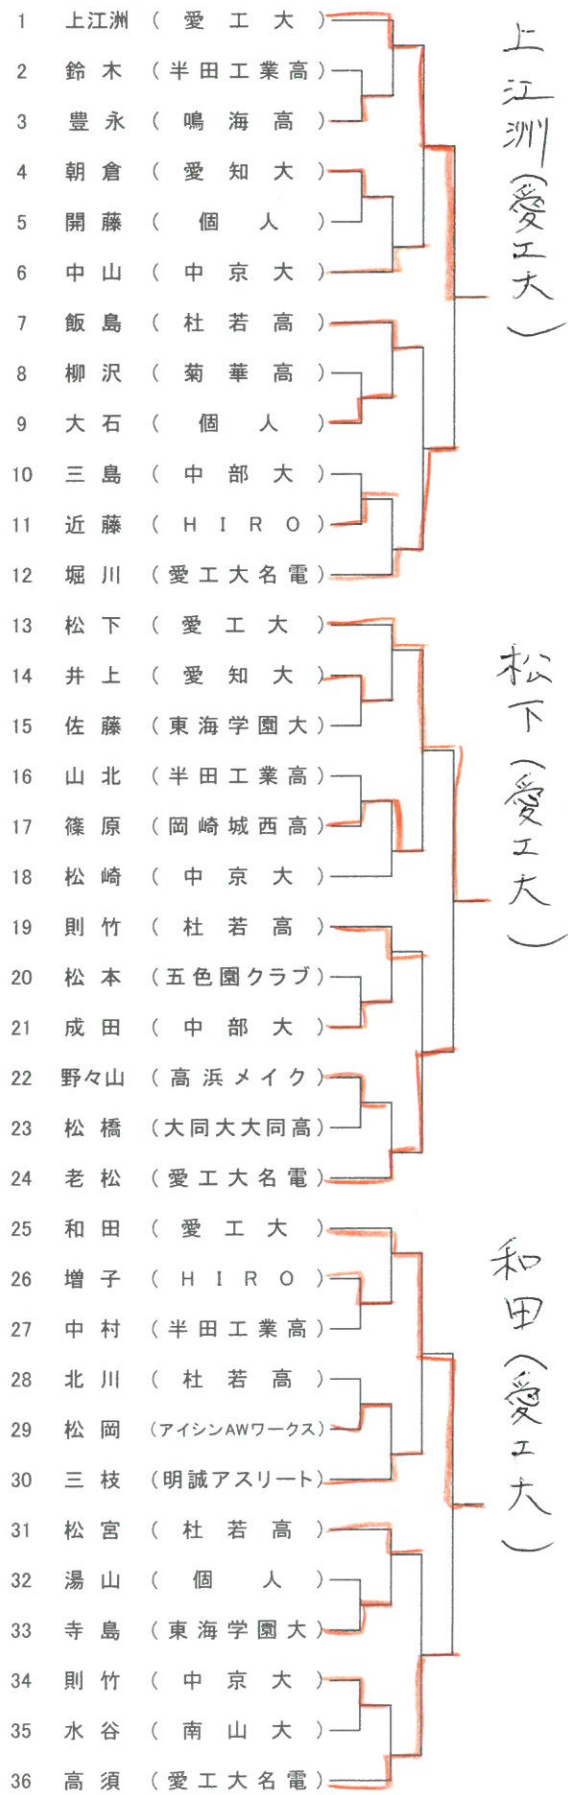 1 上江洲 (愛工大)
2 鈴木 (半田工業高)
3 豊永 (鳴海高)
4 朝倉 (愛知大)
5 開藤 (個人)
6 中山 (中京大)
7 飯島 (杜若高)
8 柳沢 (菊華高)
9 大石 (個人)
10 三島 (中部大)
11 近藤 (HIRO)
12 堀川 (愛工大名電)
上江洲(愛工大)
13 松下 (愛工大)
14 井上 (愛知大)
15 佐藤 (東海学園大)
16 山北 (半田工業高)
17 篠原 (岡崎城西高)
18 松崎 (中京大)
19 則竹 (杜若高)
20 松本 (五色園クラブ)
21 成田 (中部大)
22 野々山 (高浜メイク)
23 松橋 (大同大大同高)
24 老松 (愛工大名電)
松下(愛工大)
25 和田 (愛工大)
26 増子 (HIRO)
27 中村 (半田工業高)
28 北川 (杜若高)
29 松岡 (アイシンAWワークス)
30 三枝 (明誠アスリート)
31 松宮 (杜若高)
32 湯山 (個人)
33 寺島 (東海学園大)
34 則竹 (中京大)
35 水谷 (南山大)
36 高須 (愛工大名電)
和田(愛工大)